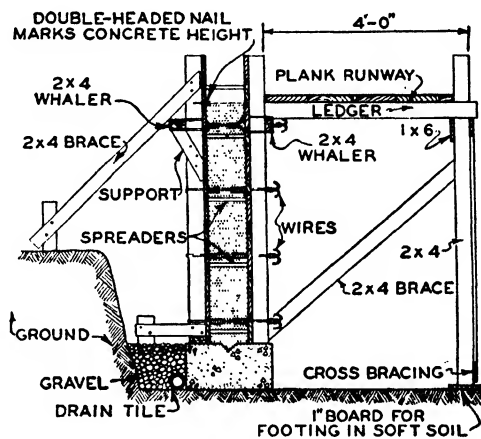 DOUBLE-HEADED NAIL
MARKS CONCRETE HEIGHT
4'-0"
2x4
WHALER
PLANK RUNWAY
LEDGER
1x6
2x4 BRACE
2x4
WHALER
SUPPORT
SPREADERS
WIRES
2x4
2x4 BRACE
GROUND
GRAVEL
DRAIN TILE
CROSS BRACING
1" BOARD FOR
FOOTING IN SOFT SOIL